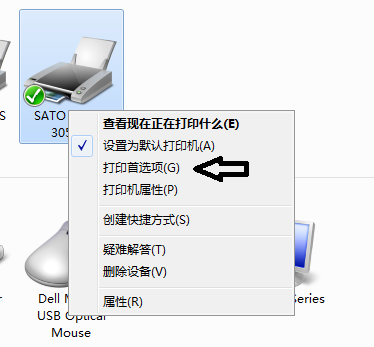 S
SATO
305
查看现在正在打印什么(E)
✓ 设置为默认打印机(A)
打印首选项(G)
打印机属性(P)
创建快捷方式(S)
疑难解答(T)
删除设备(V)
属性(R)
Dell M
USB Optical
Mouse
Series